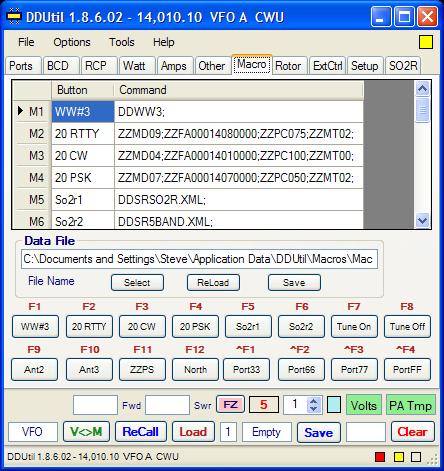 DDUtil 1.8.6.02 - 14,010.10 VFO A CWU
File Options Tools Help
Ports BCD RCP Watt Amps Other Macro Rotor ExtCtrl Setup SO2R
Button Command
M1 WW#3 DDWW3;
M2 20 RTTY ZZMD09;ZZFA00014080000;ZZPC075;ZZMT02;
M3 20 CW ZZMD04;ZZFA00014010000;ZZPC100;ZZMT00;
M4 20 PSK ZZMD07;ZZFA00014070000;ZZPC050;ZZMT02;
M5 So2r1 DDSRSO2R.XML;
M6 So2r2 DDSR5BAND.XML;
Data File
C:\Documents and Settings\Steve\Application Data\DDUtil\Macros\Mac
File Name Select ReLoad Save
F1 F2 F3 F4 F5 F6 F7 F8
WW#3 20 RTTY 20 CW 20 PSK So2r1 So2r2 Tune On Tune Off
F9 F10 F11 F12 ^F1 ^F2 ^F3 ^F4
Ant2 Ant3 ZZPS North Port33 Port66 Port77 PortFF
Fwd Swr FZ 5 1 Volts PA Tmp
VFO V<>M ReCall Load 1 Empty Save Clear
DDUtil 1.8.6.02 - 14,010.10 VFO A CWU